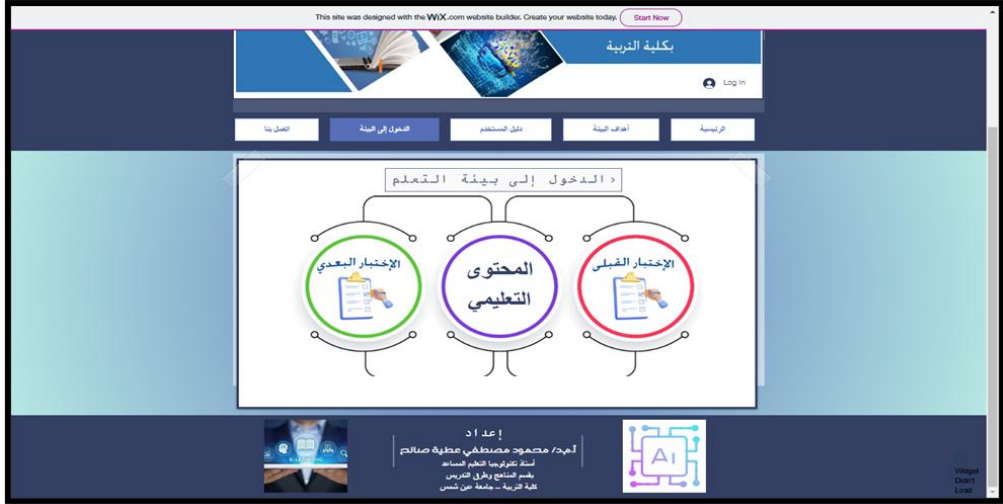 This site was designed with the WiX.com website builder. Create your website today. Start Now
بكلية التربية
Log In
الرئيسية
أهداف البيئة
دليل المستخدم
الدخول إلى البيئة
اتصل بنا
الدخول إلى بيئة التعلم >
الإختبار القبلى
المحتوى
التعليمي
الإختبار البعدي
إعداد
أ.م.د/ محمود مصطفي عطية صالح
أستاذ تكنولوجيا التعليم المساعد
بقسم المناهج وطرق التدريس
كلية التربية – جامعة عين شمس
AI
Widget
Didn't
Load